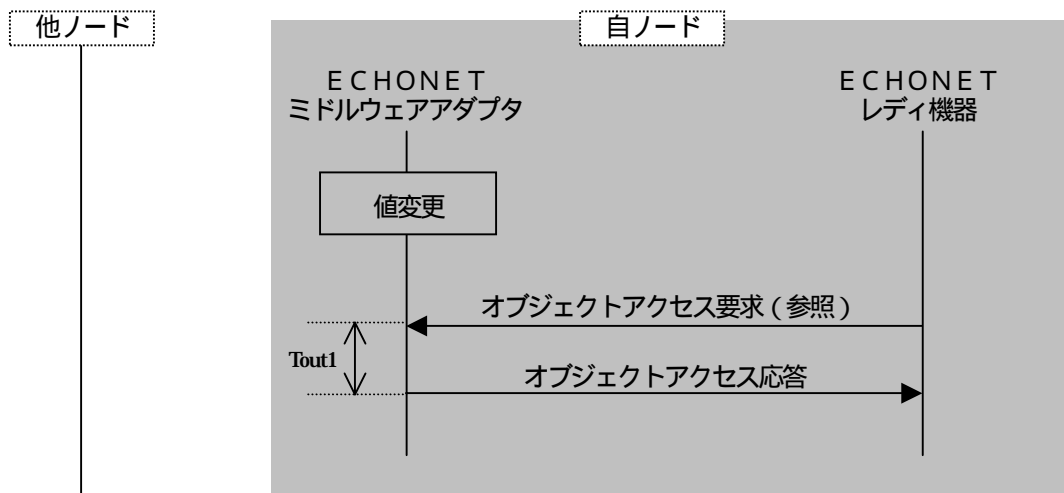 他ノード
自ノード
ＥＣＨＯＮＥＴ
ミドルウェアアダプタ
ＥＣＨＯＮＥＴ
レディ機器
値変更
オブジェクトアクセス要求（参照）
Tout1
オブジェクトアクセス応答